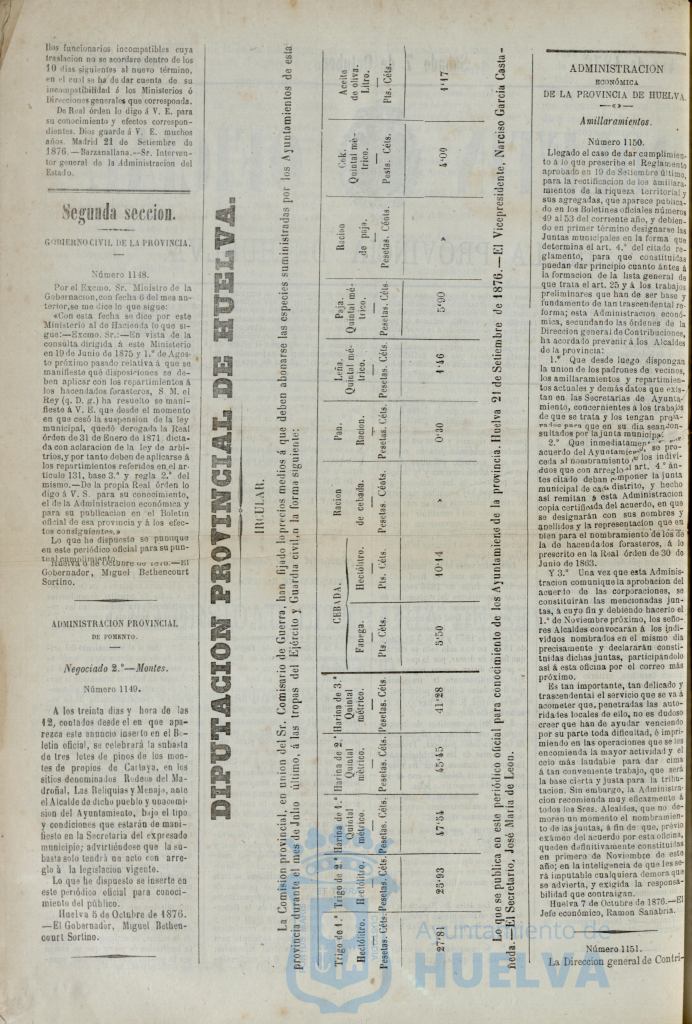 llos funcionarios incompatibles cuya
traslacion no se acordare dentro de los
10 dias siguientes al nuevo término,
en el cual se ha de dar cuenta de su
incompatibilidad á los Ministerios ó
Direcciones generales que corresponda.
De Real órden lo digo á V. E. para
su conocimiento y efectos correspon-
dientes. Dios guarde á V. E. muchos
años. Madrid 21 de Setiembre de
1876.—Barzanallana.—Sr. Interven-
tor general de la Administracion del
Estado.
Segunda seccion.
GOBIERNO CIVIL DE LA PROVINCIA.
Número 1148.
Por el Excmo. Sr. Ministro de la
Gobernacion, con fecha 6 del mes an-
terior, se me dice lo que sigue:
«Con esta fecha se dice por este
Ministerio al de Hacienda lo que si-
gue:—Excmo. Sr.:—En vista de la
consulta dirigida á este Ministerio
en 19 de Junio de 1875 y 1.º de Agos-
to próximo pasado relativa á que se
manifieste qué disposiciones se de-
ben aplicar con los repartimientos á
los hacendados forasteros, S. M. el
Rey (q. D. g.) ha resuelto se mani-
fieste á V. E. que desde el momento
en que cesó la suspension de la ley
municipal, quedó derogada la Real
órden de 31 de Enero de 1871, dicta-
da con aclaracion de la ley de arbi-
trios, y por tanto deben de aplicarse á
los repartimientos referidos en el ar-
tículo 131, base 3.ª y regla 2.ª del
mismo.—De la propia Real órden lo
digo á V. S. para su conocimiento,
el de la Administracion económica y
para su publicacion en el Boletin
oficial de esa provincia y á los efec-
tos consiguientes.»
Lo que he dispuesto se publique
en este periódico oficial para su pun-
tual cumplimiento.
Huelva 6 de Octubre de 1876.—El
Gobernador, Miguel Bethencourt
Sortino.
ADMINISTRACION PROVINCIAL
DE FOMENTO.
Negociado 2.º—Montes.
Número 1149.
A los treinta dias y hora de las
12, contados desde el en que apa-
rezca este anuncio inserto en el Bo-
letin oficial, se celebrará la subasta
de tres lotes de pinos de los mon-
tes de propios de Cartaya, en los
sitios denominados Rodeos del Ma-
droñal, Las Reliquias y Menajo, ante
el Alcalde de dicho pueblo y una comi-
sion del Ayuntamiento, bajo el tipo
y condiciones que estarán de mani-
fiesto en la Secretaria del expresado
municipio; advirtiéndose que la su-
basta solo tendrá un acto con arre-
glo à la legislacion vigente.
Lo que he dispuesto se inserte en
este periódico oficial para conoci-
miento del público.
Huelva 5 de Octubre de 1876.
—El Gobernador, Miguel Bethen-
court Sortino.
DIPUTACION PROVINCIAL DE HUELVA.
IRCULAR.
La Comision provincial, en union del Sr. Comisario de Guerra, han fijado lo precios medios á que deben abonarse las especies suministradas por los Ayuntamientos de esta
provincia durante el mes de Julio último, á las tropas del Ejército y Guardia civil, en la forma siguiente:
Trigo de 1.ª Hectólitro. — Pesetas Céts. 27·81
Trigo de 2.ª Hectólitro. — Pesetas. Céts. 25·93
Harina de 1.ª Quintal métrico. — Pesetas. Céts. 47·54
Harina de 2.ª Quintal métrico. — Pesetas. Céts. 45·45
Harina de 3.ª Quintal métrico. — Pesetas. Céts. 41·28
CEBADA.
Fanega. — Pts. Céts. 5·50
Hectólitro. — Pts. Céts. 10·14
Racion de cebada. — Pesetas. Cénts. »
Pan. Racion. — Pesetas. Cénts. 0·30
Leña. Quintal métrico. — Pesetas. Céts. 1·46
Paja. Quintal métrico. — Pesetas. Céts. 5·90
Racion de paja. — Pesetas. Cénts. »
Cok. Quintal métrico. — Pesets. Céts. 4·09
Aceite de oliva. Litro. — Pts. Céts. 1·17
Lo que se publica en este periódico oficial para conocimiento de los Ayuntamiene de la provincia. Huelva 21 de Setiembre de 1876.—El Vicepresidente, Narciso Garcia Casta-
ñeda.—El Secretario, José Maria de Leon.
ADMINISTRACION
ECONÓMICA
DE LA PROVINCIA DE HUELVA.
Amillaramientos.
Número 1150.
Llegado el caso de dar cumplimien-
to á lo que prescribe el Reglamento
aprobado en 19 de Setiembre último,
para la rectificacion de los amillara-
mientos de la riqueza territorial y
sus agregadas, que aparece publica-
do en los Boletines oficiales números
49 al 53 del corriente año, y debien-
do en primer término designarse las
Juntas municipales en la forma que
determina el art. 4.º del estado re-
glamento, para que constituidas
puedan dar principio cuanto ántes á
la formacion de la lista general de
que trata el art. 25 y á los trabajos
preliminares que han de ser base y
fundamento de tan trascendental re-
forma; esta Administracion econó-
mica, secundando las órdenes de la
Direccion general de Contribuciones,
ha acordado prevenir á los Alcaldes
de la provincia:
1.º Que desde luego dispongan
la union de los padrones de vecinos,
los amillaramientos y repartimien-
tos actuales y demás datos que exis-
tan en las Secretarias de Ayunta-
miento, concernientes á los trabajos
de que se trata y los tengan prepa-
rados para que en su dia sean con-
sultados por la junta municipal.
2.º Que inmediatamente
acuerdo del Ayuntamiento, se pro-
ceda al nombramiento de los indivi-
duos que con arreglo al art. 4.º án-
tes citado deban componer la junta
municipal de cada distrito, y hecho
así remitan á esta Administracion
copia certificada del acuerdo, en que
se designarán con sus nombres y
apellidos y la representacion que en
ellos para el nombramiento de los de
la de hacendados forasteros, á lo
prescrito en la Real órden de 30 de
Junio de 1863.
Y 3.º Una vez que esta Adminis-
tracion comunique la aprobacion del
acuerdo de las corporaciones, se
constituirán las mencionadas jun-
tas, á cuyo fin y debiendo hacerlo el
1.º de Noviembre próximo, los seño-
res Alcaldes convocarán á los indi-
viduos nombrados en el mismo dia
precisamente y declararán consti-
tuidas dichas juntas, participándolo
así á esta oficina por el correo más
próximo.
Es tan importante, tan delicado y
trascendental el servicio que se va á
acometer que, penetradas las auto-
ridades locales de ello, no es dudoso
creer que han de ayudar venciendo
por su parte toda dificultad, é impri-
miendo en las operaciones que se les
encomienda la mayor actividad y el
celo más laudable para dar cima
á tan conveniente trabajo, que será
la base cierta y justa para la tribu-
tacion. Sin embargo, la Administra-
cion recomienda muy eficazmente á
todos los Sres. Alcaldes, que no de-
moren un momento el nombramien-
to de las juntas, á fin de que, prévio
exámen del acuerdo por esta oficina,
queden definitivamente constituidas
en primero de Noviembre de este
año; en la inteligencia de que les se-
rá imputable cualquiera demora que
se advierta, y exigida la responsa-
bilidad que contraigan.
Huelva 7 de Octubre de 1876.—El
Jefe económico, Ramon Sanabria.
Número 1151.
La Direccion general de Contri-
Ayuntamiento de
HUELVA